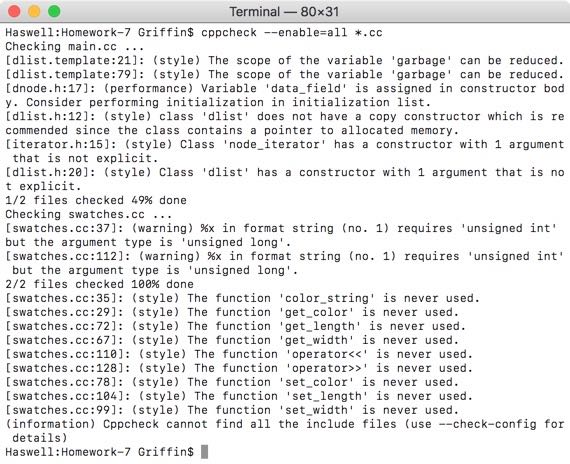 Terminal — 80×31
Haswell:Homework-7 Griffin$ cppcheck --enable=all *.cc
Checking main.cc ...
[dlist.template:21]: (style) The scope of the variable 'garbage' can be reduced.
[dlist.template:79]: (style) The scope of the variable 'garbage' can be reduced.
[dnode.h:17]: (performance) Variable 'data_field' is assigned in constructor bod
y. Consider performing initialization in initialization list.
[dlist.h:12]: (style) class 'dlist' does not have a copy constructor which is re
commended since the class contains a pointer to allocated memory.
[iterator.h:15]: (style) Class 'node_iterator' has a constructor with 1 argument
 that is not explicit.
[dlist.h:20]: (style) Class 'dlist' has a constructor with 1 argument that is no
t explicit.
1/2 files checked 49% done
Checking swatches.cc ...
[swatches.cc:37]: (warning) %x in format string (no. 1) requires 'unsigned int' 
but the argument type is 'unsigned long'.
[swatches.cc:112]: (warning) %x in format string (no. 1) requires 'unsigned int'
 but the argument type is 'unsigned long'.
2/2 files checked 100% done
[swatches.cc:35]: (style) The function 'color_string' is never used.
[swatches.cc:29]: (style) The function 'get_color' is never used.
[swatches.cc:72]: (style) The function 'get_length' is never used.
[swatches.cc:67]: (style) The function 'get_width' is never used.
[swatches.cc:110]: (style) The function 'operator<<' is never used.
[swatches.cc:128]: (style) The function 'operator>>' is never used.
[swatches.cc:78]: (style) The function 'set_color' is never used.
[swatches.cc:104]: (style) The function 'set_length' is never used.
[swatches.cc:99]: (style) The function 'set_width' is never used.
(information) Cppcheck cannot find all the include files (use --check-config for
 details)
Haswell:Homework-7 Griffin$